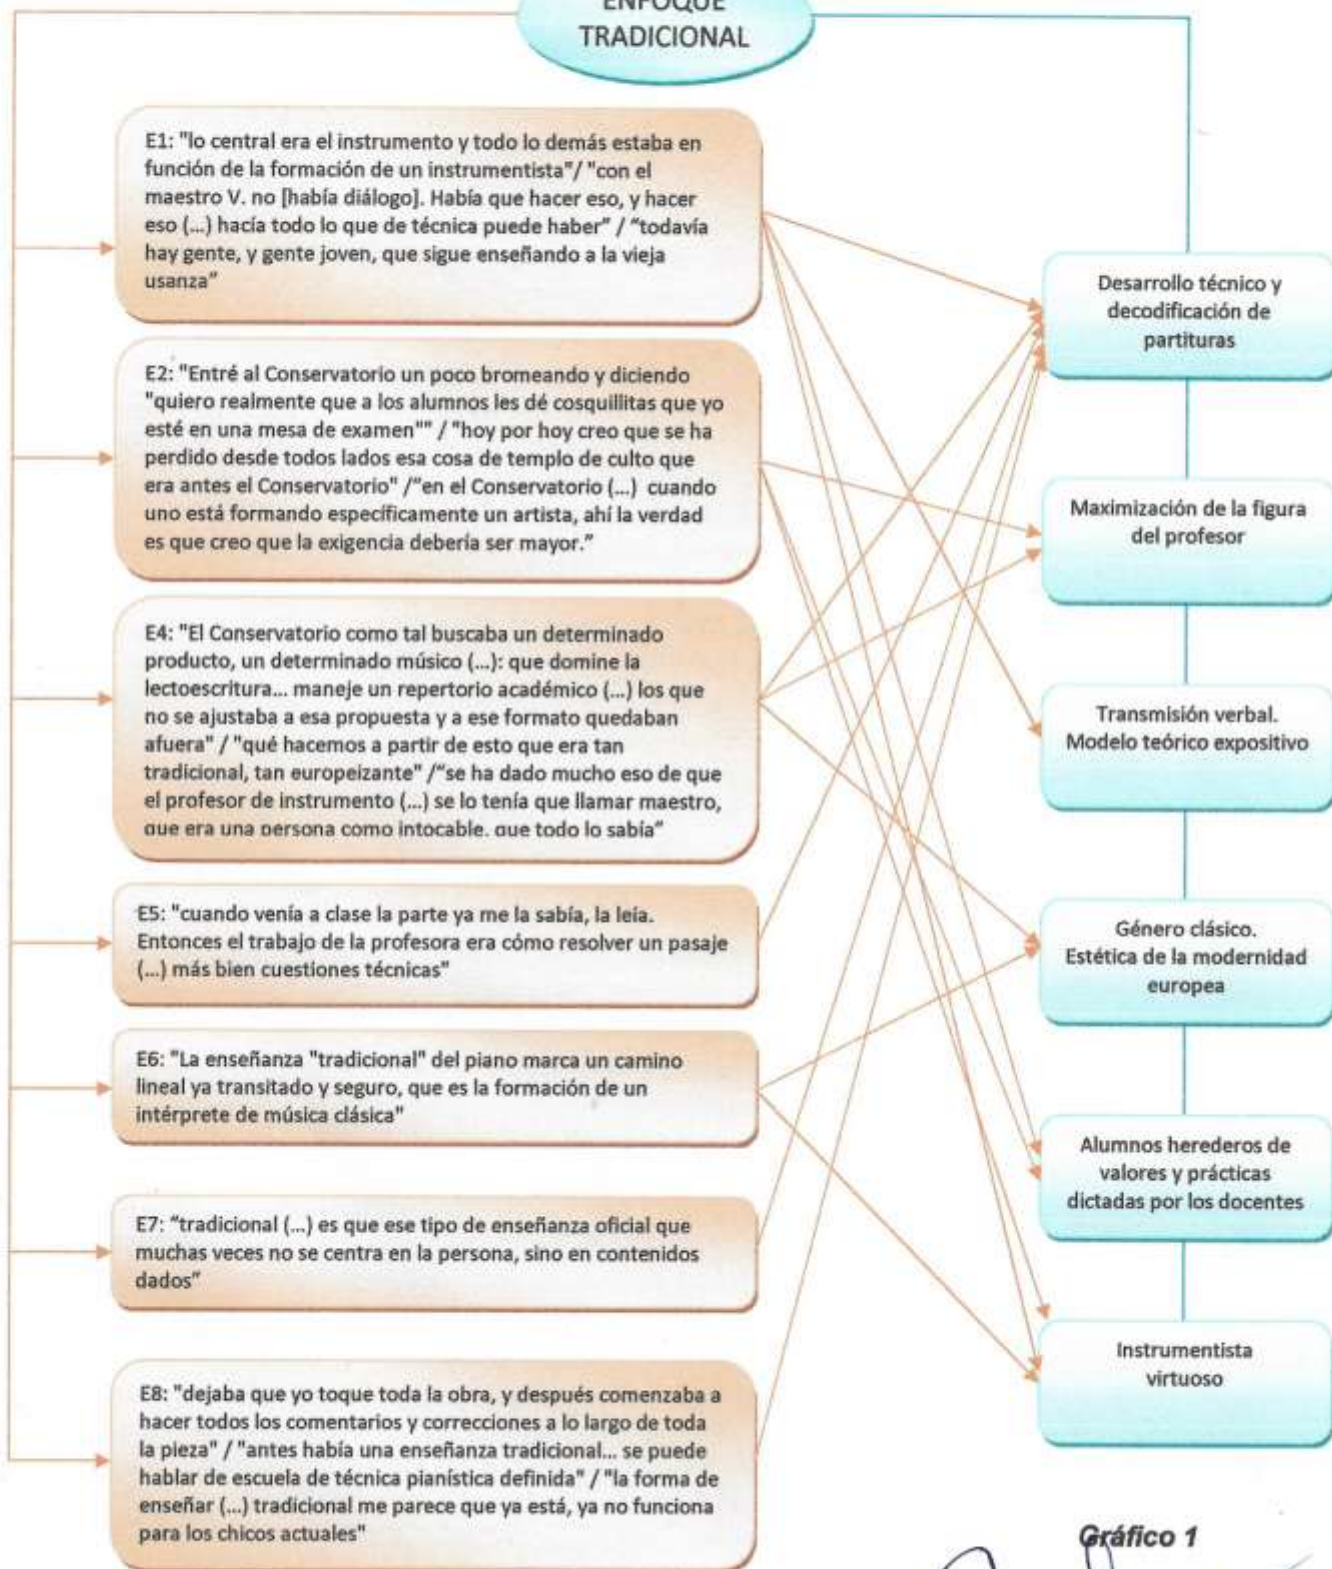 ENFOQUE
TRADICIONAL
E1: "lo central era el instrumento y todo lo demás estaba en
función de la formación de un instrumentista"/ "con el
maestro V. no [había diálogo]. Había que hacer eso, y hacer
eso (...) hacía todo lo que de técnica puede haber" / "todavía
hay gente, y gente joven, que sigue enseñando a la vieja
usanza"
E2: "Entré al Conservatorio un poco bromeando y diciendo
"quiero realmente que a los alumnos les dé cosquillitas que yo
esté en una mesa de examen"" / "hoy por hoy creo que se ha
perdido desde todos lados esa cosa de templo de culto que
era antes el Conservatorio" /"en el Conservatorio (...) cuando
uno está formando específicamente un artista, ahí la verdad
es que creo que la exigencia debería ser mayor."
E4: "El Conservatorio como tal buscaba un determinado
producto, un determinado músico (...): que domine la
lectoescritura... maneje un repertorio académico (...) los que
no se ajustaba a esa propuesta y a ese formato quedaban
afuera" / "qué hacemos a partir de esto que era tan
tradicional, tan europeizante" /"se ha dado mucho eso de que
el profesor de instrumento (...) se lo tenía que llamar maestro,
que era una persona como intocable, que todo lo sabía"
E5: "cuando venía a clase la parte ya me la sabía, la leía.
Entonces el trabajo de la profesora era cómo resolver un pasaje
(...) más bien cuestiones técnicas"
E6: "La enseñanza "tradicional" del piano marca un camino
lineal ya transitado y seguro, que es la formación de un
intérprete de música clásica"
E7: "tradicional (...) es que ese tipo de enseñanza oficial que
muchas veces no se centra en la persona, sino en contenidos
dados"
E8: "dejaba que yo toque toda la obra, y después comenzaba a
hacer todos los comentarios y correcciones a lo largo de toda
la pieza" / "antes había una enseñanza tradicional... se puede
hablar de escuela de técnica pianística definida" / "la forma de
enseñar (...) tradicional me parece que ya está, ya no funciona
para los chicos actuales"
Desarrollo técnico y
decodificación de
partituras
Maximización de la figura
del profesor
Transmisión verbal.
Modelo teórico expositivo
Género clásico.
Estética de la modernidad
europea
Alumnos herederos de
valores y prácticas
dictadas por los docentes
Instrumentista
virtuoso
Gráfico 1